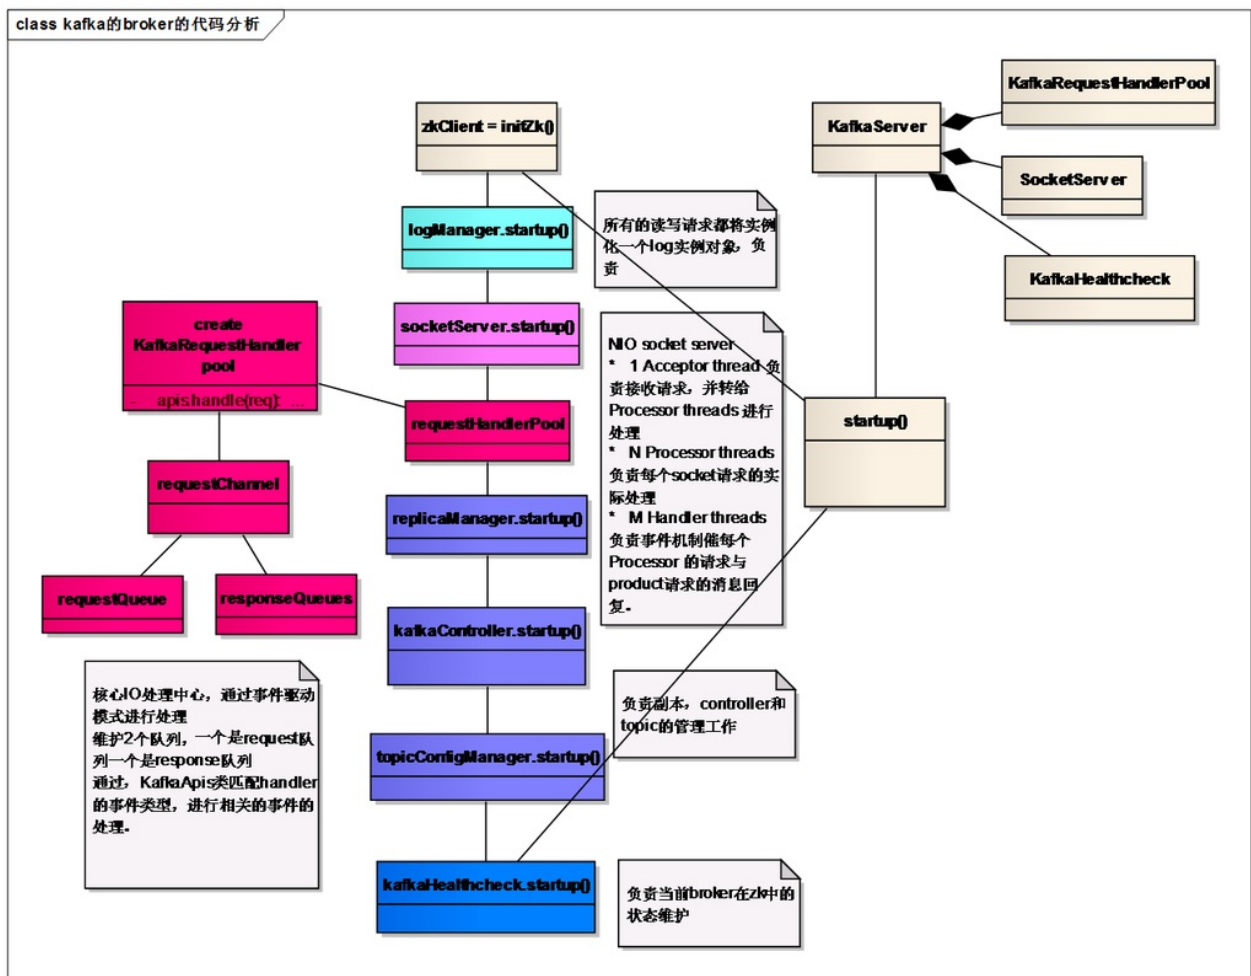 class kafka的broker的代码分析
KafkaRequestHandlerPool
zkClient = initZk()
KafkaServer
SocketServer
KafkaHealthcheck
logManager.startup()
所有的读写请求都将实例
化一个log实例对象，负
责
socketServer.startup()
create
KafkaRequestHandler
pool
- apis.handle(req): ...
NIO socket server
* 1 Acceptor thread 负
责接收请求，并转给
Processor threads 进行
处理
* N Processor threads
负责每个socket请求的实
际处理
* M Handler threads
负责事件机制催每个
Processor 的请求与
product请求的消息回
复。
startup()
requestHandlerPool
requestChannel
replicaManager.startup()
requestQueue
responseQueues
kafkaController.startup()
核心IO处理中心，通过事件驱动
模式进行处理
维护2个队列，一个是request队
列一个是response队列
通过，KafkaApis类匹配handler
的事件类型，进行相关的事件的
处理。
负责副本，controller和
topic的管理工作
topicConfigManager.startup()
kafkaHealthcheck.startup()
负责当前broker在zk中的
状态维护